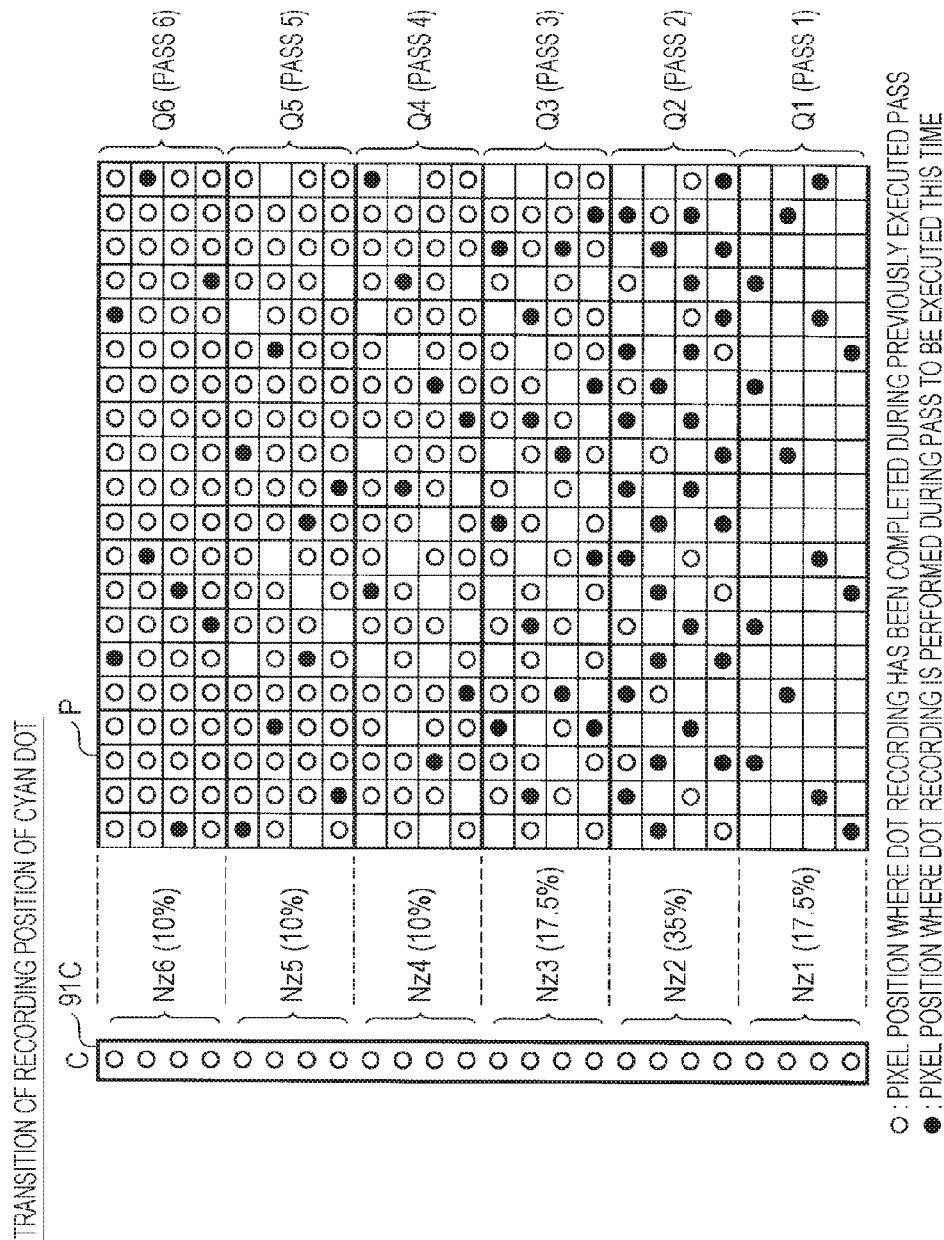 TRANSITION OF RECORDING POSITION OF CYAN DOT
C
91C
P
Nz6 (10%)
Q6 (PASS 6)
Nz5 (10%)
Q5 (PASS 5)
Nz4 (10%)
Q4 (PASS 4)
Nz3 (17.5%)
Q3 (PASS 3)
Nz2 (35%)
Q2 (PASS 2)
Nz1 (17.5%)
Q1 (PASS 1)
○ : PIXEL POSITION WHERE DOT RECORDING HAS BEEN COMPLETED DURING PREVIOUSLY EXECUTED PASS
● : PIXEL POSITION WHERE DOT RECORDING IS PERFORMED DURING PASS TO BE EXECUTED THIS TIME